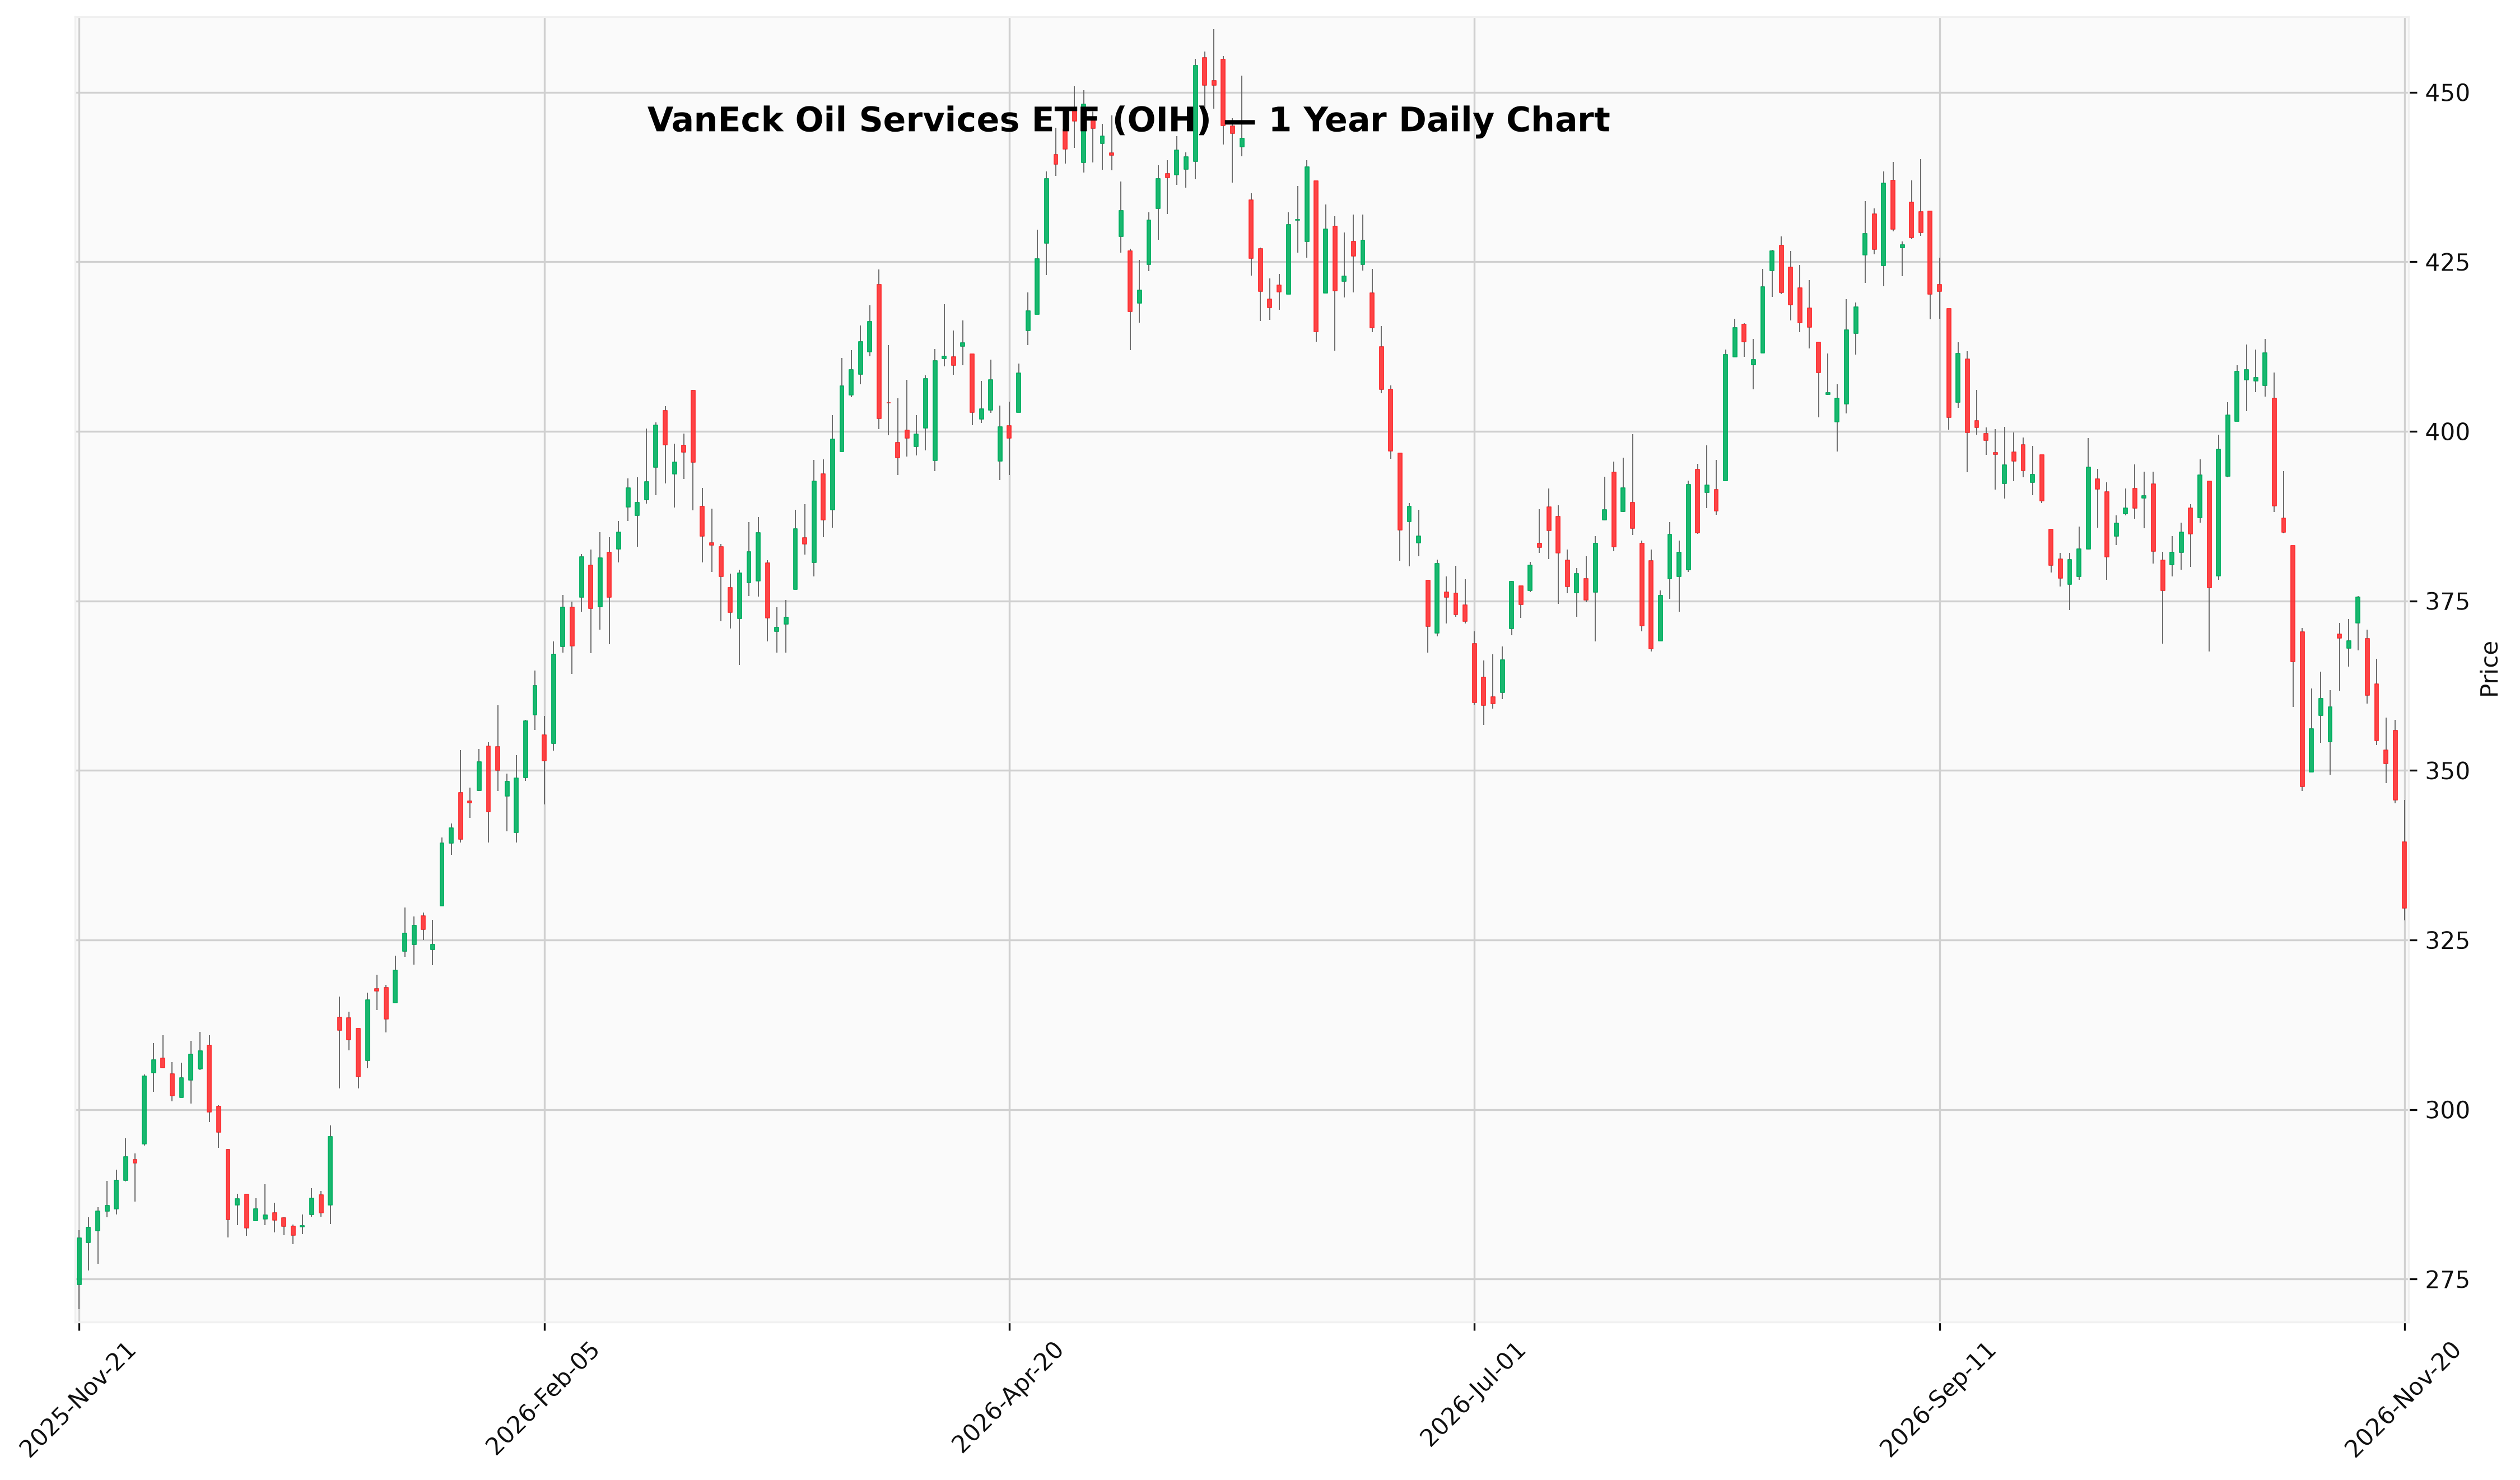 VanEck Oil Services ETF (OIH) — 1 Year Daily Chart
450
425
400
375
350
325
300
275
Price
2025-Nov-21
2026-Feb-05
2026-Apr-20
2026-Jul-01
2026-Sep-11
2026-Nov-20